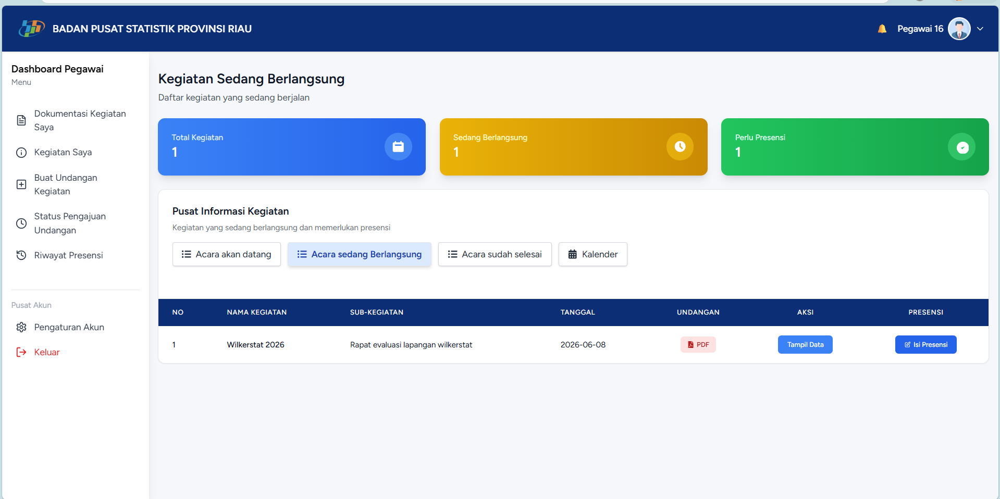 BADAN PUSAT STATISTIK PROVINSI RIAU
Pegawai 16
Dashboard Pegawai
Menu
Dokumentasi Kegiatan
Saya
Kegiatan Saya
Buat Undangan
Kegiatan
Status Pengajuan
Undangan
Riwayat Presensi
Pusat Akun
Pengaturan Akun
Keluar
Kegiatan Sedang Berlangsung
Daftar kegiatan yang sedang berjalan
Total Kegiatan
1
Sedang Berlangsung
1
Perlu Presensi
1
Pusat Informasi Kegiatan
Kegiatan yang sedang berlangsung dan memerlukan presensi
Acara akan datang
Acara sedang Berlangsung
Acara sudah selesai
Kalender
NO NAMA KEGIATAN SUB-KEGIATAN TANGGAL UNDANGAN AKSI PRESENSI
1 Wilkerstat 2026 Rapat evaluasi lapangan wilkerstat 2026-06-08 PDF Tampil Data Isi Presensi